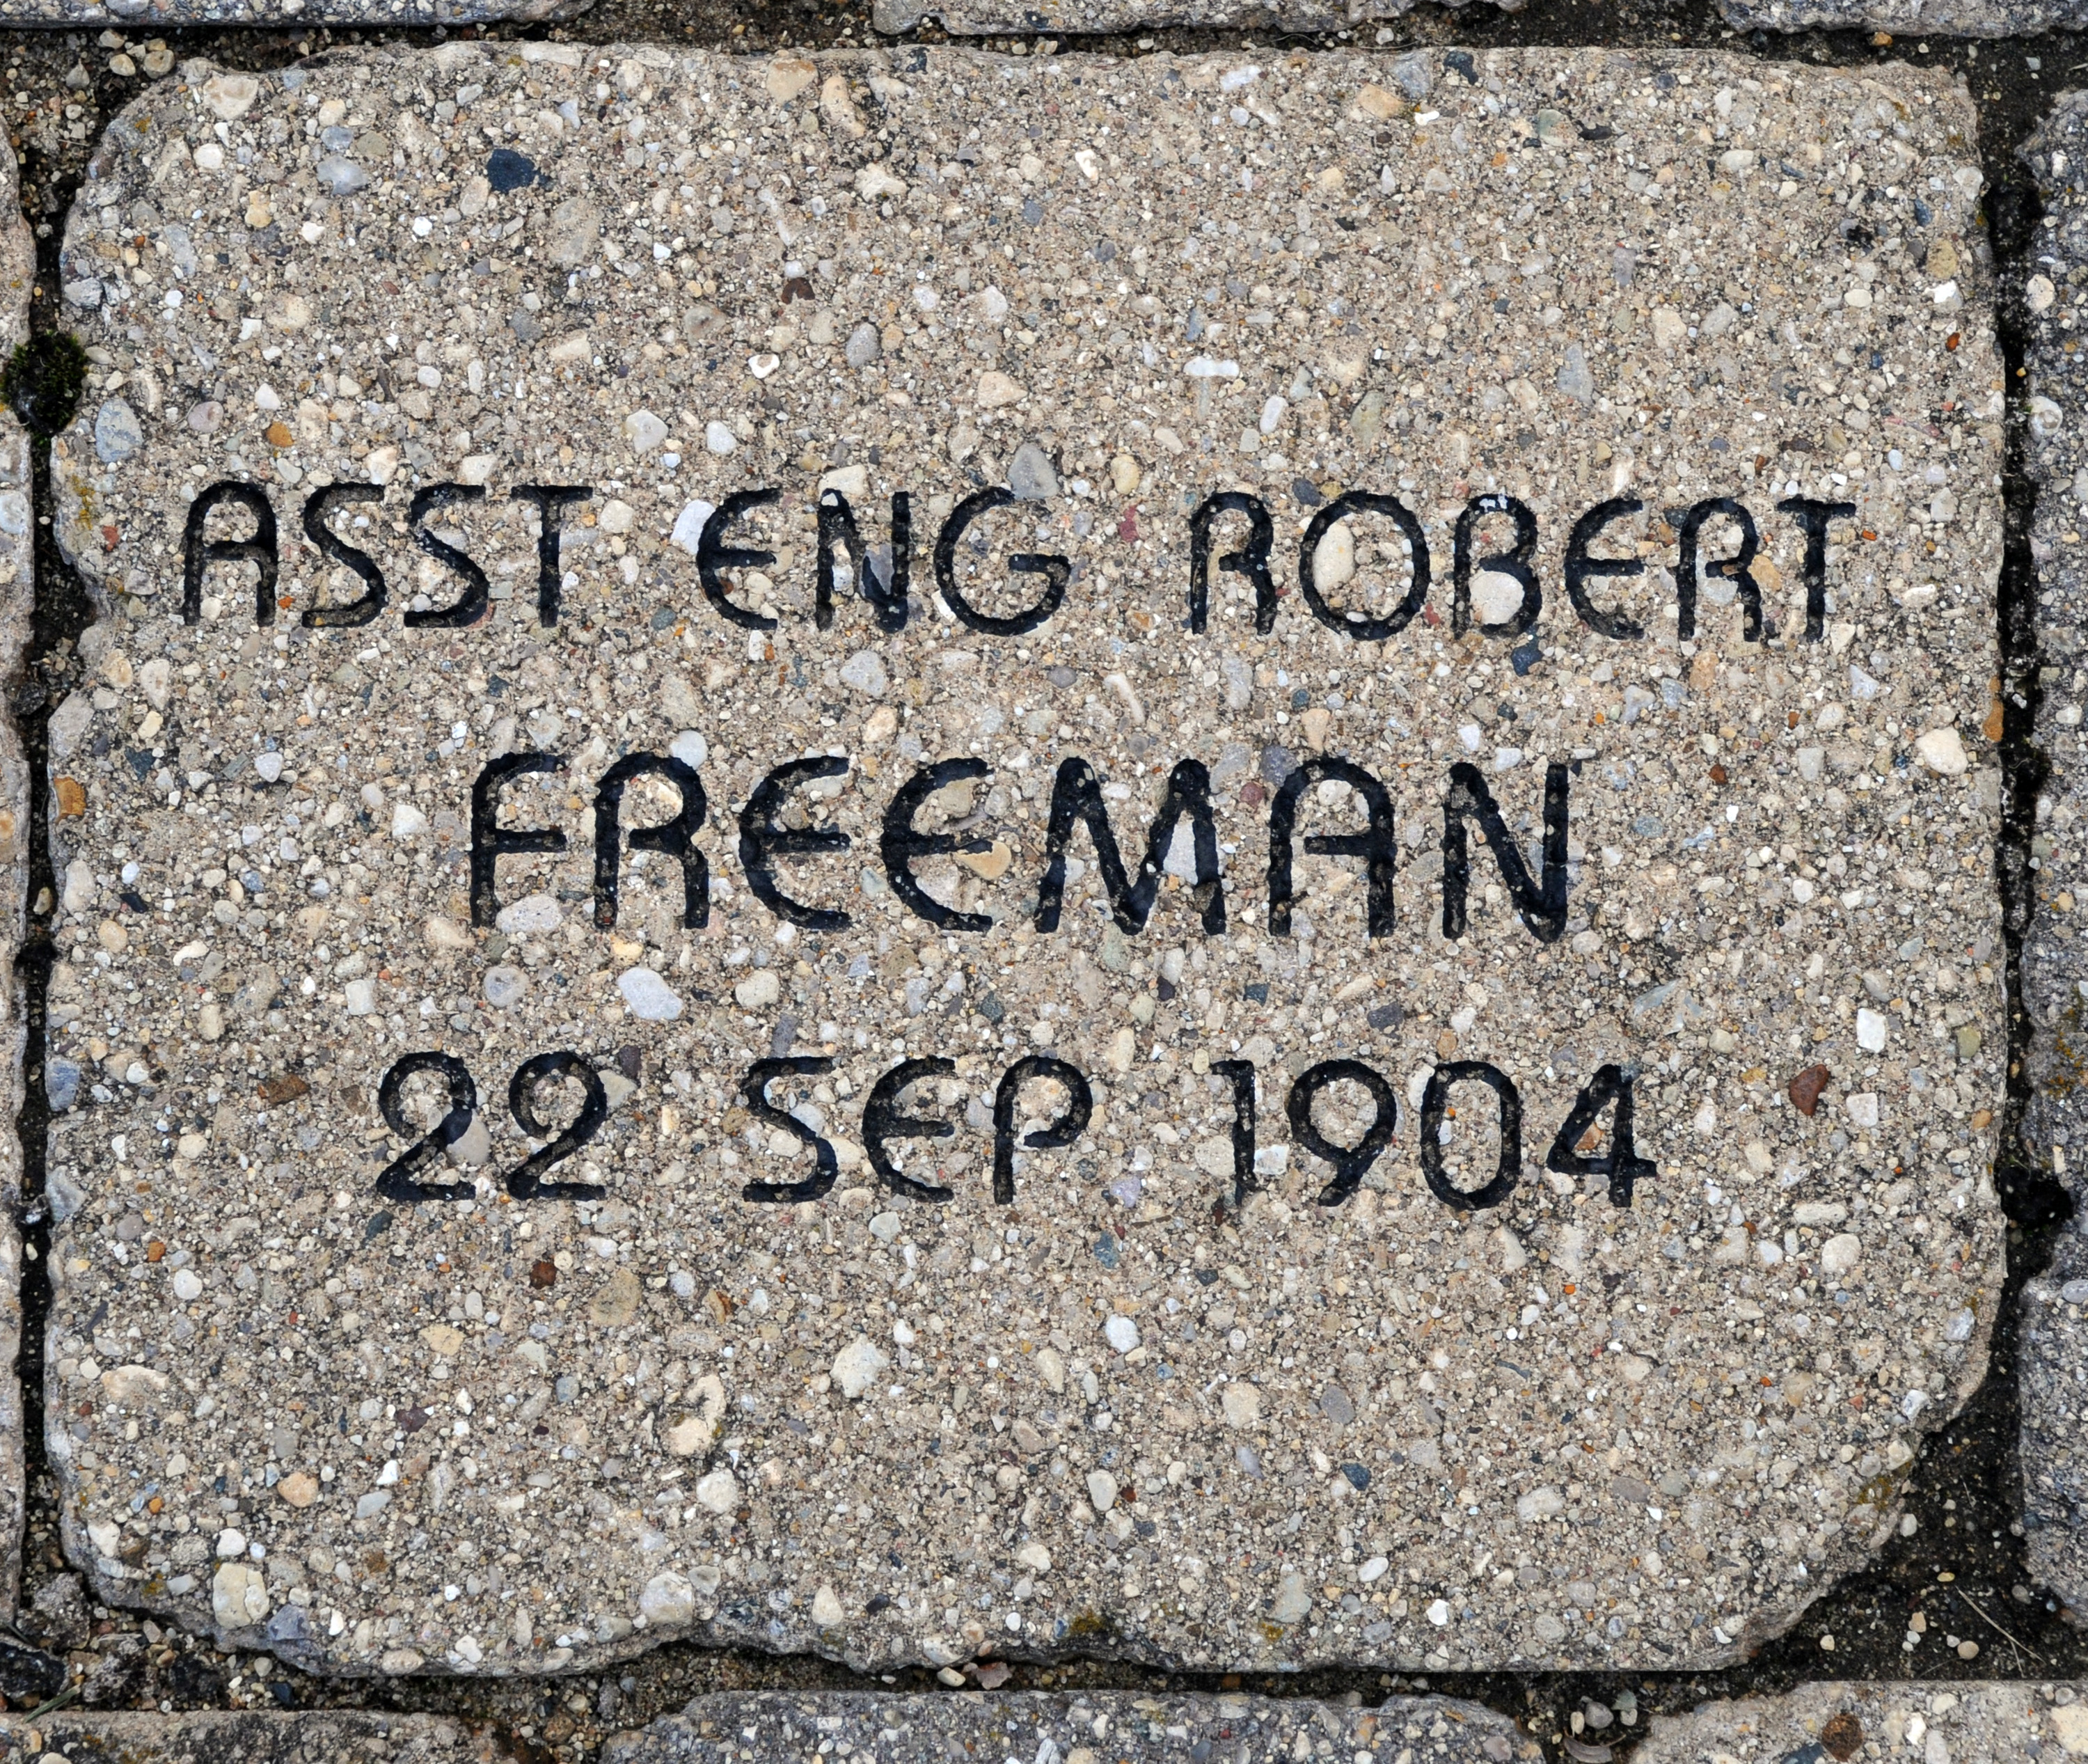 ASST ENG ROBERT
FREEMAN
22 SEP 1904